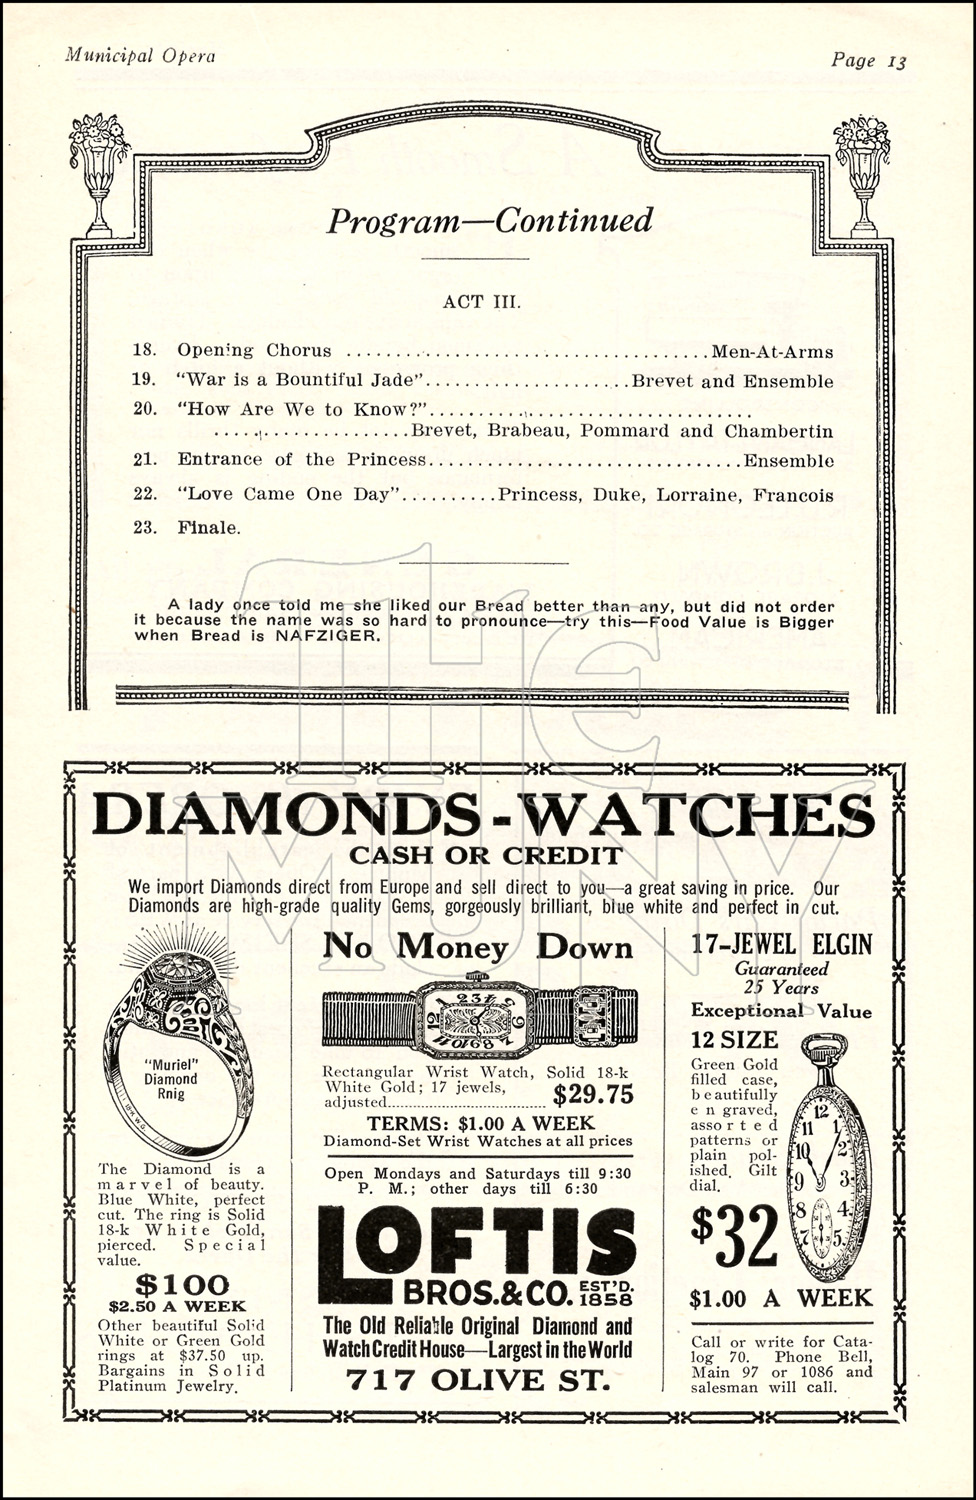 Municipal Opera
Page 13
Program—Continued
ACT III.
18. Opening Chorus ........................................Men-At-Arms
19. "War is a Bountiful Jade".....................Brevet and Ensemble
20. "How Are We to Know?"....................................
....................Brevet, Brabeau, Pommard and Chambertin
21. Entrance of the Princess................................Ensemble
22. "Love Came One Day"..........Princess, Duke, Lorraine, Francois
23. Finale.
A lady once told me she liked our Bread better than any, but did not order
it because the name was so hard to pronounce—try this—Food Value is Bigger
when Bread is NAFZIGER.
The
MUNY
DIAMONDS-WATCHES
CASH OR CREDIT
We import Diamonds direct from Europe and sell direct to you—a great saving in price. Our
Diamonds are high-grade quality Gems, gorgeously brilliant, blue white and perfect in cut.
"Muriel"
Diamond
Rnig
The Diamond is a
marvel of beauty.
Blue White, perfect
cut. The ring is Solid
18-k White Gold,
pierced. Special
value.
$100
$2.50 A WEEK
Other beautiful Solid
White or Green Gold
rings at $37.50 up.
Bargains in Solid
Platinum Jewelry.
No Money Down
Rectangular Wrist Watch, Solid 18-k
White Gold; 17 jewels,
adjusted.............................. $29.75
TERMS: $1.00 A WEEK
Diamond-Set Wrist Watches at all prices
Open Mondays and Saturdays till 9:30
P. M.; other days till 6:30
LOFTIS
BROS.&CO. EST'D. 1858
The Old Reliable Original Diamond and
Watch Credit House—Largest in the World
717 OLIVE ST.
17-JEWEL ELGIN
Guaranteed
25 Years
Exceptional Value
12 SIZE
Green Gold
filled case,
beautifully
en graved,
assorted
patterns or
plain pol-
ished. Gilt
dial.
$32
$1.00 A WEEK
Call or write for Cata-
log 70. Phone Bell,
Main 97 or 1086 and
salesman will call.